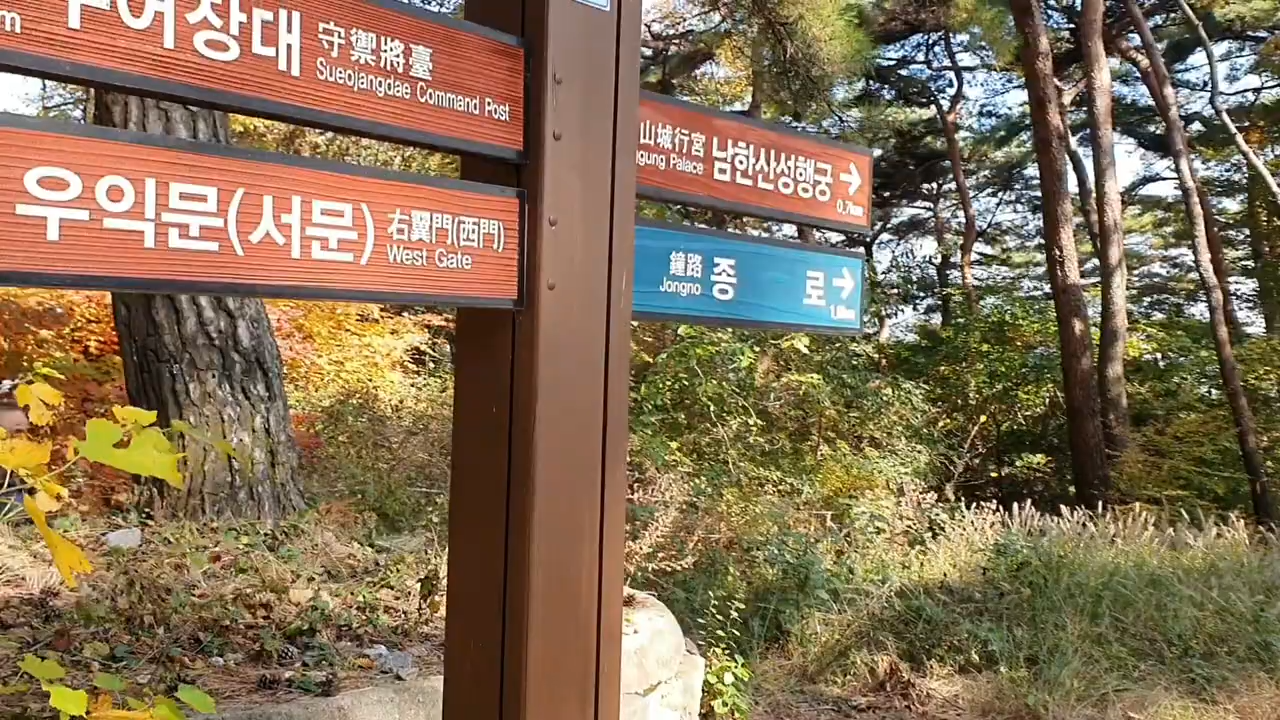 어장대 守禦將臺
Sueojangdae Command Post
우익문(서문) 右翼門(西門)
West Gate
山城行宮 남한산성행궁 →
Palace
0.7km
鐘路 종로 →
Jongno